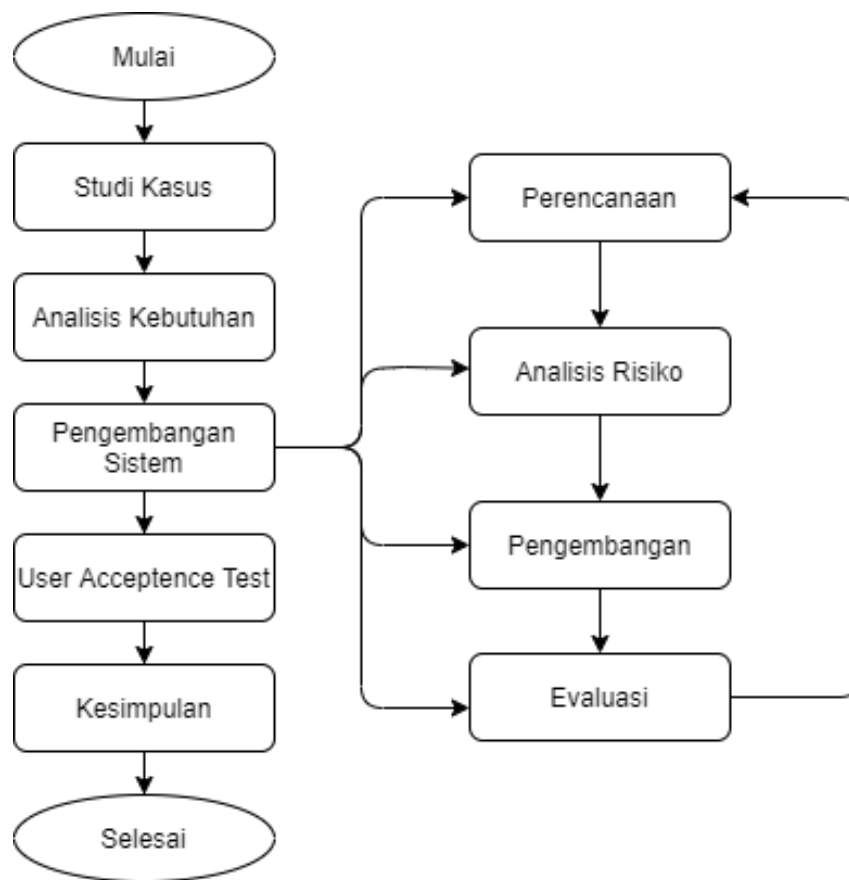 Mulai
Studi Kasus
Analisis Kebutuhan
Pengembangan
Sistem
User Acceptence Test
Kesimpulan
Selesai
Perencanaan
Analisis Risiko
Pengembangan
Evaluasi